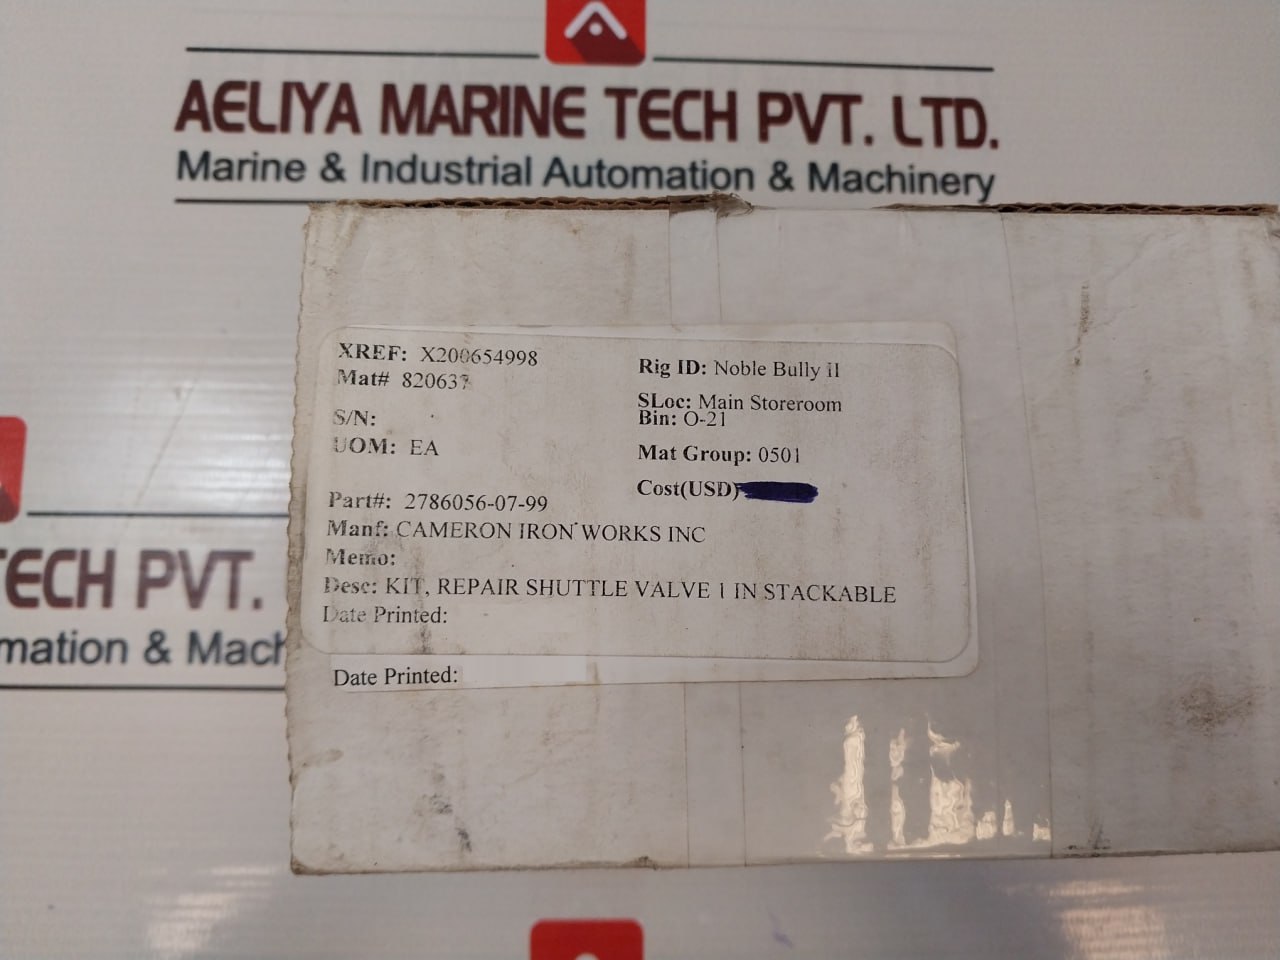 AELIYA MARINE TECH PVT. LTD.
Marine & Industrial Automation & Machinery
XREF: X200654998
Mat# 820637
S/N:
UOM: EA
Part#: 2786056-07-99
Manf: CAMERON IRON WORKS INC
Memo:
Desc: KIT, REPAIR SHUTTLE VALVE 1 IN STACKABLE
Date Printed:
Rig ID: Noble Bully II
SLoc: Main Storeroom
Bin: O-21
Mat Group: 0501
Cost(USD)
Date Printed:
TECH PVT.
mation & Mach